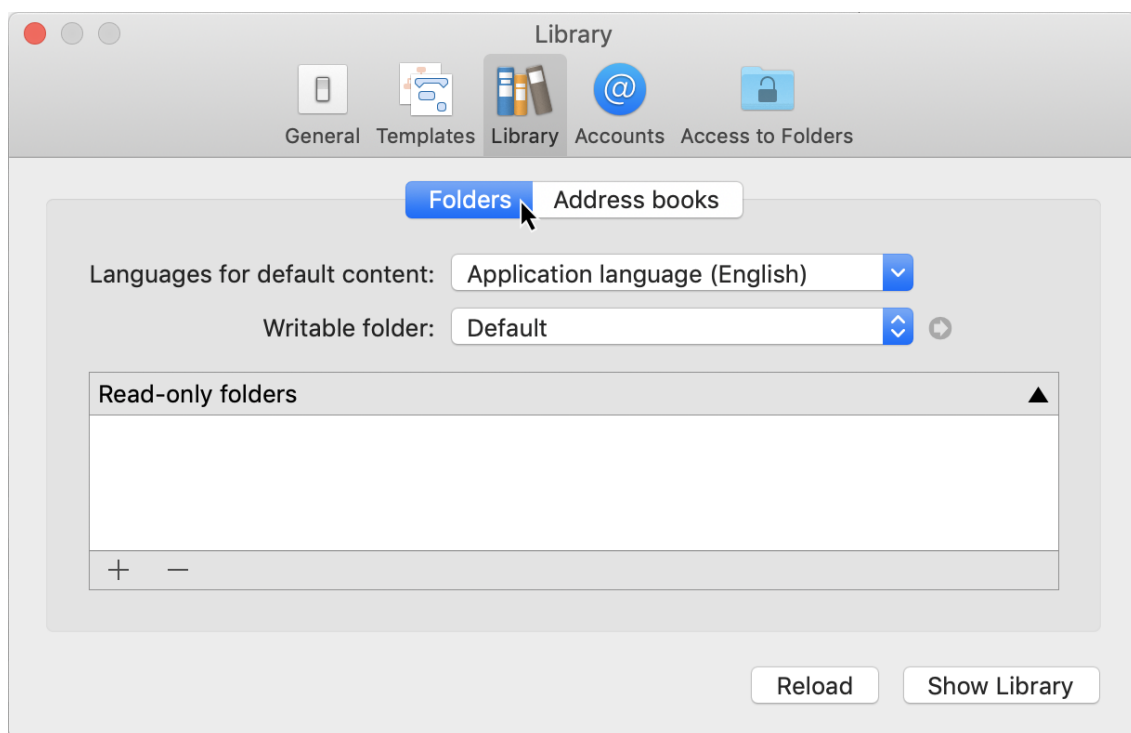 Library
General Templates Library Accounts Access to Folders
Folders Address books
Languages for default content: Application language (English)
Writable folder: Default
Read-only folders
Reload Show Library